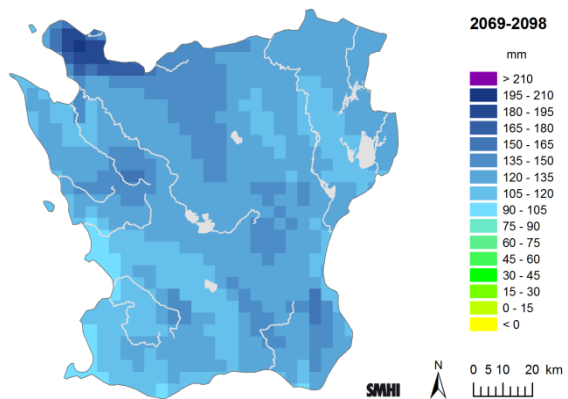 2069-2098
mm
> 210
195 - 210
180 - 195
165 - 180
150 - 165
135 - 150
120 - 135
105 - 120
90 - 105
75 - 90
60 - 75
45 - 60
30 - 45
15 - 30
0 - 15
< 0
SMHI
N
0 5 10 20 km